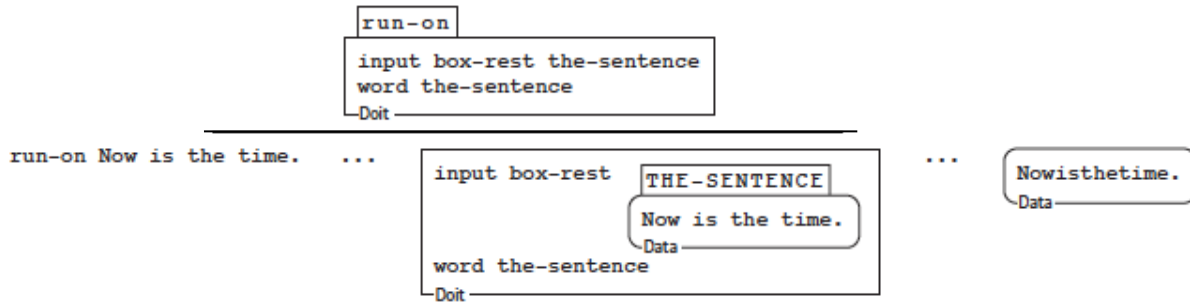 run-on
input box-rest the-sentence
word the-sentence
Doit
run-on Now is the time. ... input box-rest THE-SENTENCE ... Nowisthetime.
Now is the time.
Data
Data
word the-sentence
Doit